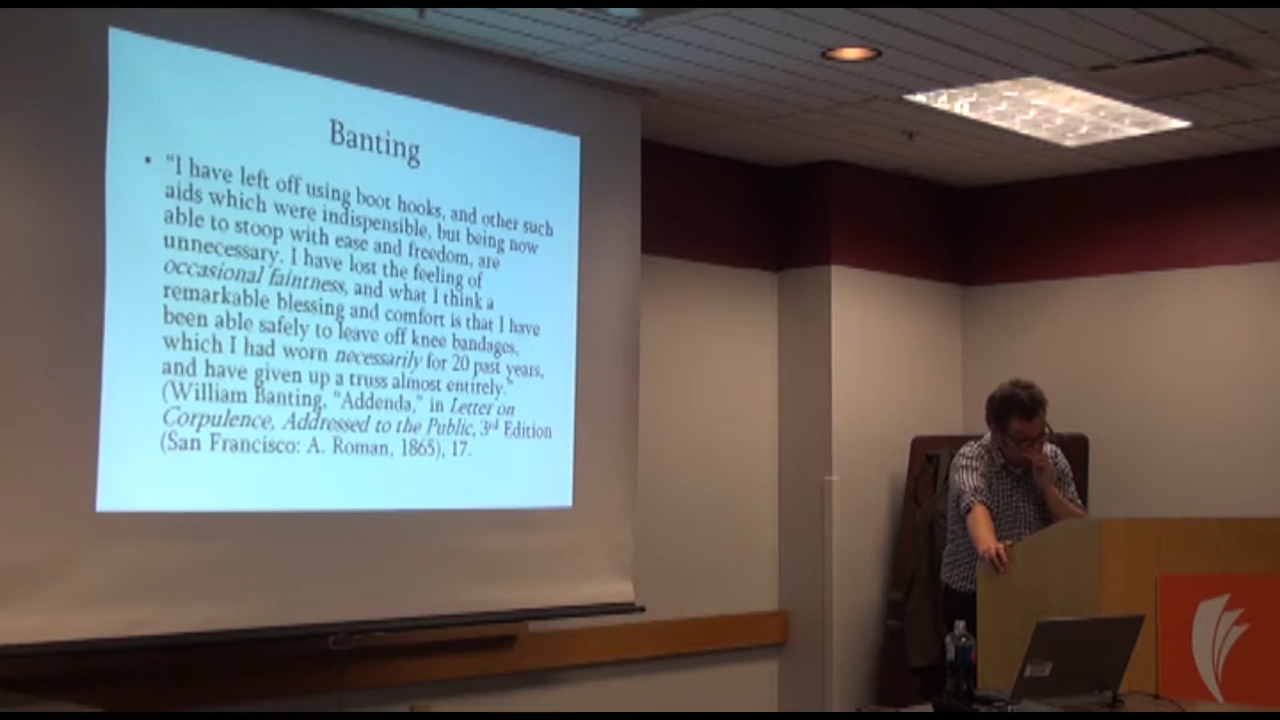 Banting
• "I have left off using boot hooks, and other such
aids which were indispensible, but being now
able to stoop with ease and freedom, are
unnecessary. I have lost the feeling of
occasional faintness, and what I think a
remarkable blessing and comfort is that I have
been able safely to leave off knee bandages,
which I had worn necessarily for 20 past years,
and have given up a truss almost entirely."
(William Banting, "Addenda," in Letter on
Corpulence, Addressed to the Public, 3rd Edition
(San Francisco: A. Roman, 1865), 17.